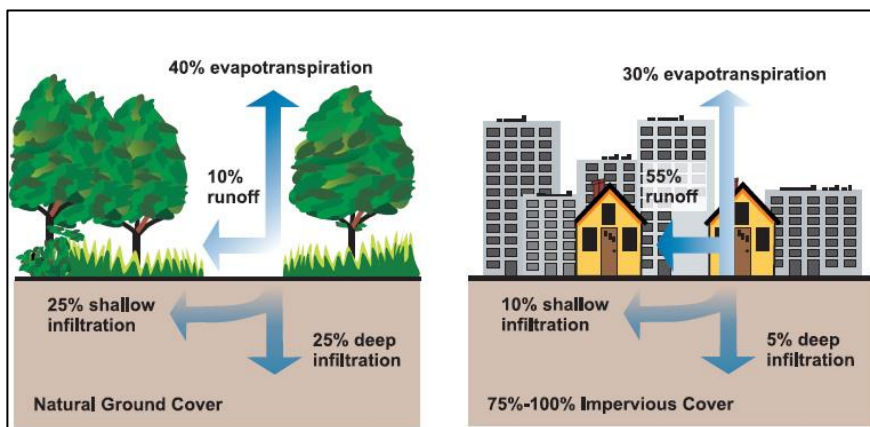 40% evapotranspiration
10%
runoff
25% shallow
infiltration
25% deep
infiltration
Natural Ground Cover
30% evapotranspiration
55%
runoff
10% shallow
infiltration
5% deep
infiltration
75%-100% Impervious Cover